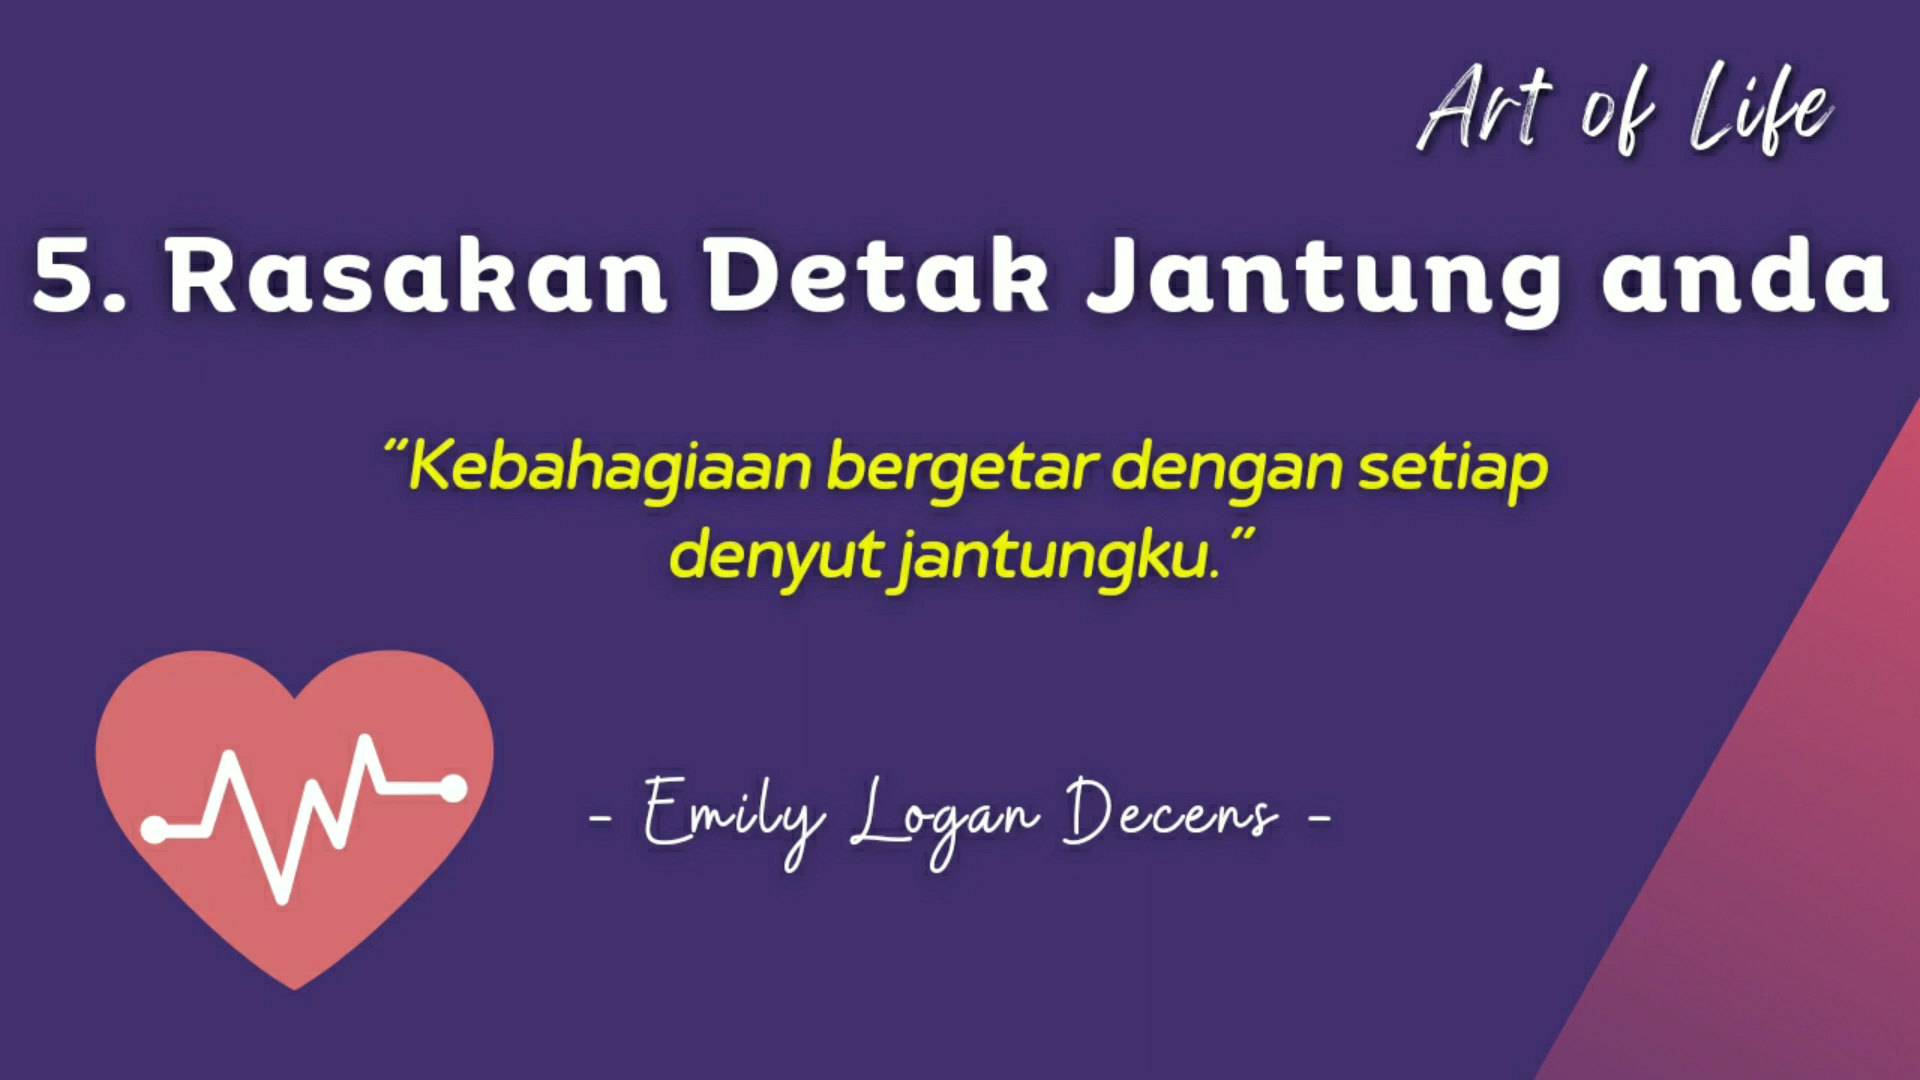 Art of Life
5. Rasakan Detak Jantung anda
“Kebahagiaan bergetar dengan setiap
denyut jantungku.”
- Emily Logan Decens -